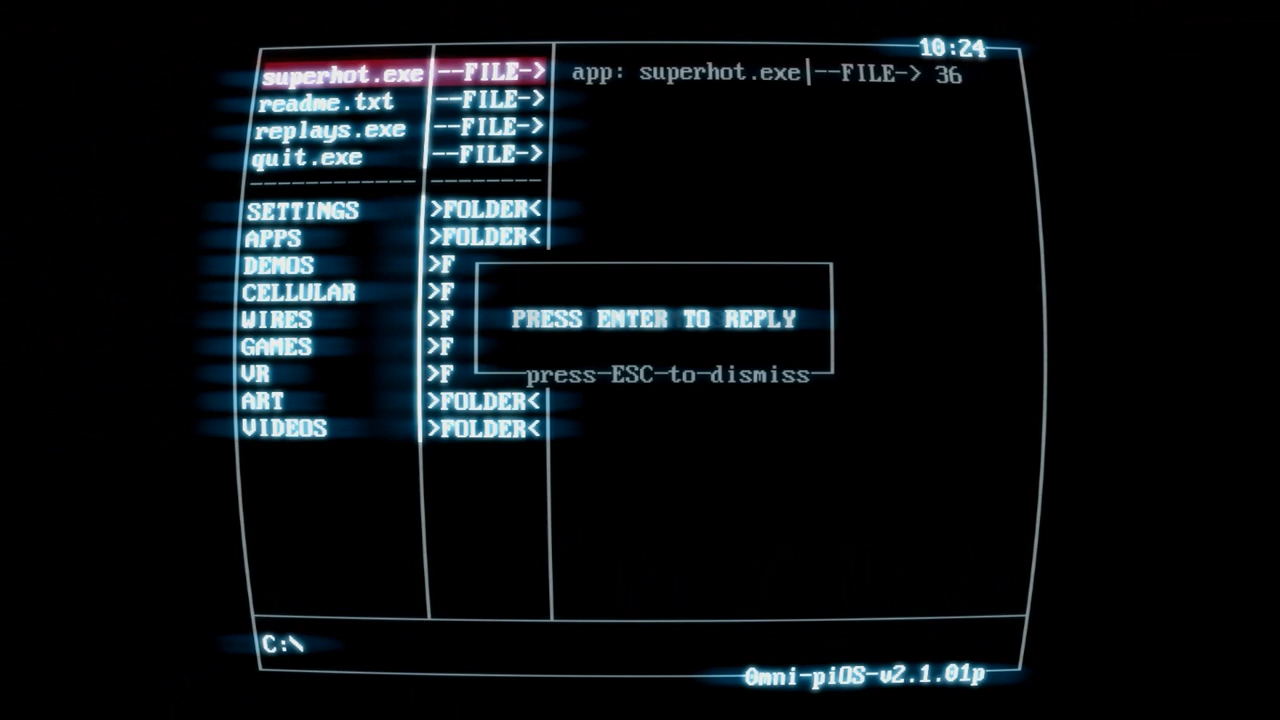 10:24
superhot.exe|--FILE-> app: superhot.exe|--FILE-> 36
readme.txt --FILE->
replays.exe --FILE->
quit.exe --FILE->
------------ --------
SETTINGS >FOLDER<
APPS >FOLDER<
DEMOS >F
CELLULAR >F
WIRES >F
PRESS ENTER TO REPLY
GAMES >F
VR >F
press-ESC-to-dismiss
ART >FOLDER<
VIDEOS >FOLDER<
C:\
0mni-piOS-v2.1.01p